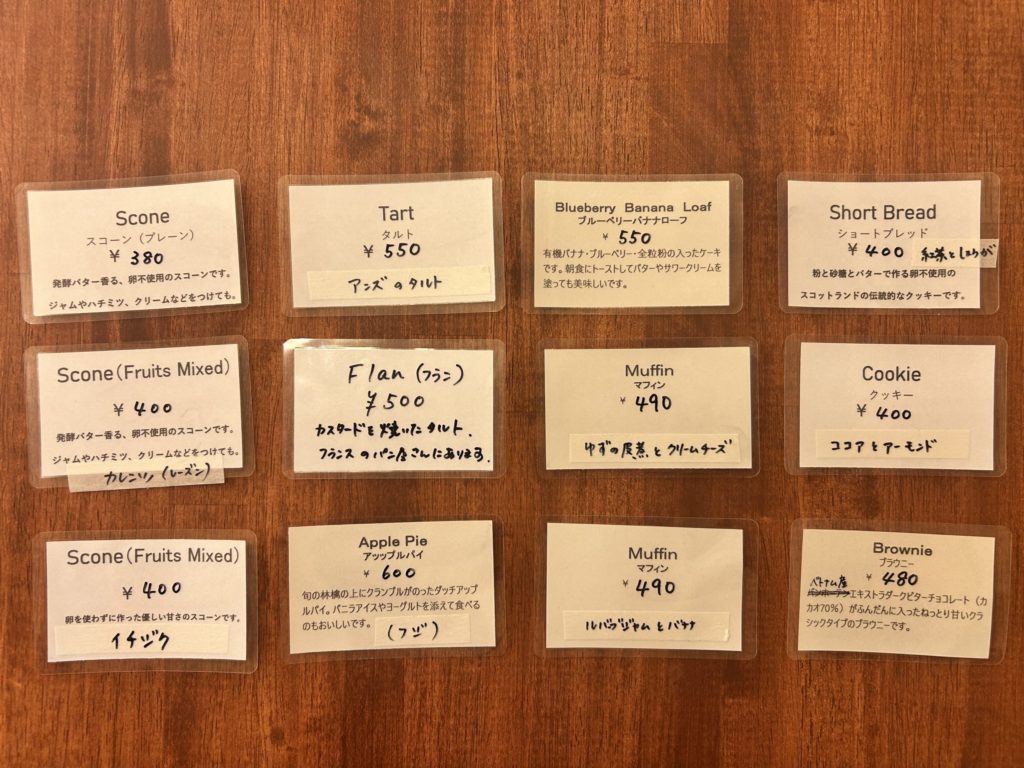 Scone
スコーン（プレーン）
¥ 380
発酵バター香る、卵不使用のスコーンです。
ジャムやハチミツ、クリームなどをつけても。
Tart
タルト
¥ 550
アンズのタルト
Blueberry Banana Loaf
ブルーベリーバナナローフ
¥ 550
有機バナナ・ブルーベリー・全粒粉の入ったケーキ
です。朝食にトーストしてバターやサワークリームを
塗っても美味しいです。
Short Bread
ショートブレッド
¥ 400 紅茶としょうが
粉と砂糖とバターで作る卵不使用の
スコットランドの伝統的なクッキーです。
Scone(Fruits Mixed)
¥ 400
発酵バター香る、卵不使用のスコーンです。
ジャムやハチミツ、クリームなどをつけても。
カレンツ（レーズン）
Flan（フラン）
¥500
カスタードを焼いたタルト。
フランスのパン屋さんにあります。
Muffin
マフィン
¥ 490
ゆずの皮煮とクリームチーズ
Cookie
クッキー
¥ 400
ココアとアーモンド
Scone(Fruits Mixed)
¥ 400
卵を使わずに作った優しい甘さのスコーンです。
イチジク
Apple Pie
アップルパイ
¥ 600
旬の林檎の上にクランブルがのったダッチアップ
ルパイ。バニラアイスやヨーグルトを添えて食べる
のもおいしいです。
（フジ）
Muffin
マフィン
¥ 490
ルバーブジャムとバナナ
Brownie
ブラウニー
¥ 480
ベトナム産
エキストラダークビターチョコレート（カ
カオ70%）がふんだんに入ったねっとり甘いクラ
シックタイプのブラウニーです。